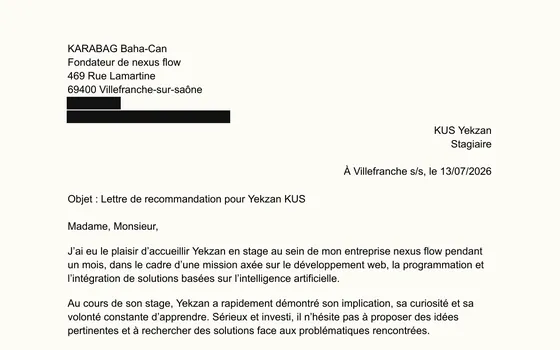 KARABAG Baha-Can
Fondateur de nexus flow
469 Rue Lamartine
69400 Villefranche-sur-saône
KUS Yekzan
Stagiaire
À Villefranche s/s, le 13/07/2026
Objet : Lettre de recommandation pour Yekzan KUS
Madame, Monsieur,
J’ai eu le plaisir d’accueillir Yekzan en stage au sein de mon entreprise nexus flow pendant
un mois, dans le cadre d’une mission axée sur le développement web, la programmation et
l’intégration de solutions basées sur l’intelligence artificielle.
Au cours de son stage, Yekzan a rapidement démontré son implication, sa curiosité et sa
volonté constante d’apprendre. Sérieux et investi, il n’hésite pas à proposer des idées
pertinentes et à rechercher des solutions face aux problématiques rencontrées.